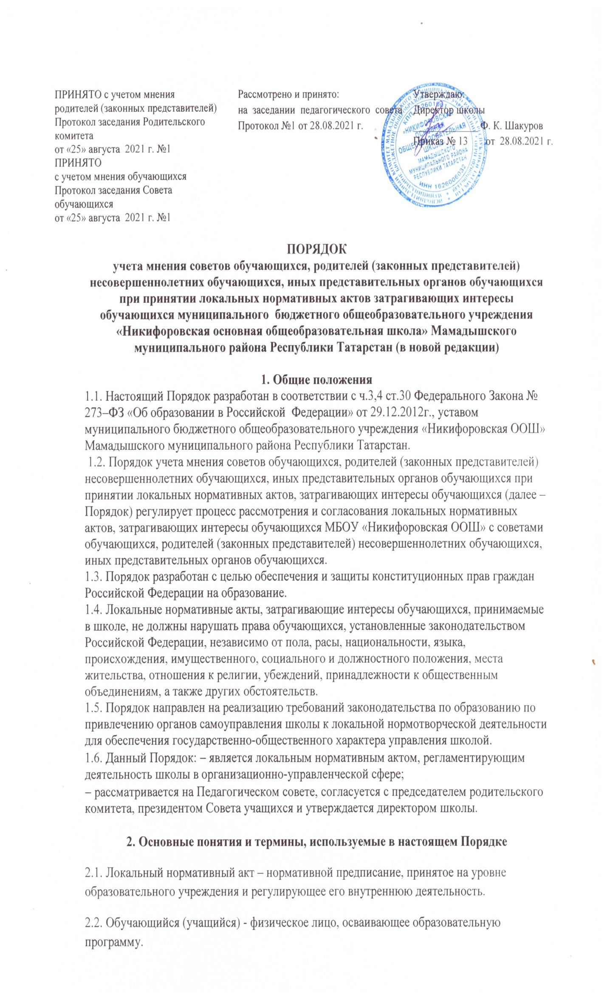 ПРИНЯТО с учетом мнения
родителей (законных представителей)
Протокол заседания Родительского
комитета
от «25» августа 2021 г. №1
ПРИНЯТО
с учетом мнения обучающихся
Протокол заседания Совета
обучающихся
от «25» августа 2021 г. №1
Рассмотрено и принято:
на заседании педагогического совета
Протокол №1 от 28.08.2021 г.
Утверждаю:
Директор школы
Ф. К. Шакуров
Приказ № 13 от 28.08.2021 г.
«НИКИФОРОВСКАЯ
ОСНОВНАЯ
ОБЩЕОБРАЗОВАТЕЛЬНАЯ
ШКОЛА»
МАМАДЫШСКОГО
МУНИЦИПАЛЬНОГО РАЙОНА
РЕСПУБЛИКИ ТАТАРСТАН
ИНН 1626006032
ПОРЯДОК
учета мнения советов обучающихся, родителей (законных представителей)
несовершеннолетних обучающихся, иных представительных органов обучающихся
при принятии локальных нормативных актов затрагивающих интересы
обучающихся муниципального бюджетного общеобразовательного учреждения
«Никифоровская основная общеобразовательная школа» Мамадышского
муниципального района Республики Татарстан (в новой редакции)
1. Общие положения
1.1. Настоящий Порядок разработан в соответствии с ч.3,4 ст.30 Федерального Закона №
273–ФЗ «Об образовании в Российской Федерации» от 29.12.2012г., уставом
муниципального бюджетного общеобразовательного учреждения «Никифоровская ООШ»
Мамадышского муниципального района Республики Татарстан.
1.2. Порядок учета мнения советов обучающихся, родителей (законных представителей)
несовершеннолетних обучающихся, иных представительных органов обучающихся при
принятии локальных нормативных актов, затрагивающих интересы обучающихся (далее –
Порядок) регулирует процесс рассмотрения и согласования локальных нормативных
актов, затрагивающих интересы обучающихся МБОУ «Никифоровская ООШ» с советами
обучающихся, родителей (законных представителей) несовершеннолетних обучающихся,
иных представительных органов обучающихся.
1.3. Порядок разработан с целью обеспечения и защиты конституционных прав граждан
Российской Федерации на образование.
1.4. Локальные нормативные акты, затрагивающие интересы обучающихся, принимаемые
в школе, не должны нарушать права обучающихся, установленные законодательством
Российской Федерации, независимо от пола, расы, национальности, языка,
происхождения, имущественного, социального и должностного положения, места
жительства, отношения к религии, убеждений, принадлежности к общественным
объединениям, а также других обстоятельств.
1.5. Порядок направлен на реализацию требований законодательства по образованию по
привлечению органов самоуправления школы к локальной нормотворческой деятельности
для обеспечения государственно-общественного характера управления школой.
1.6. Данный Порядок: – является локальным нормативным актом, регламентирующим
деятельность школы в организационно-управленческой сфере;
– рассматривается на Педагогическом совете, согласуется с председателем родительского
комитета, президентом Совета учащихся и утверждается директором школы.
2. Основные понятия и термины, используемые в настоящем Порядке
2.1. Локальный нормативный акт – нормативной предписание, принятое на уровне
образовательного учреждения и регулирующее его внутреннюю деятельность.
2.2. Обучающийся (учащийся) - физическое лицо, осваивающее образовательную
программу.